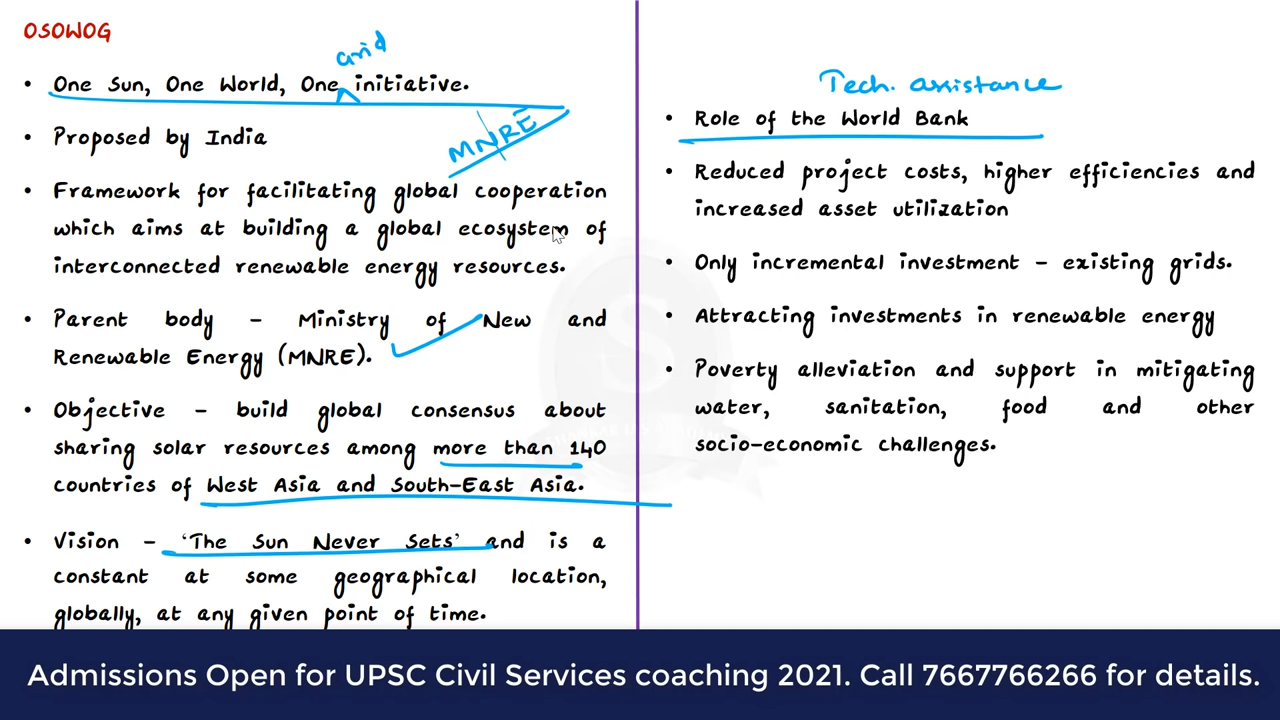 OSOWOG
grid
• One Sun, One World, One initiative.
MNRE
• Proposed by India
• Framework for facilitating global cooperation
which aims at building a global ecosystem of
interconnected renewable energy resources.
• Parent body – Ministry of New and
Renewable Energy (MNRE).
• Objective – build global consensus about
sharing solar resources among more than 140
countries of West Asia and South-East Asia.
• Vision – ‘The Sun Never Sets’ and is a
constant at some geographical location,
globally, at any given point of time.
Tech. assistance
• Role of the World Bank
• Reduced project costs, higher efficiencies and
increased asset utilization
• Only incremental investment – existing grids.
• Attracting investments in renewable energy
• Poverty alleviation and support in mitigating
water, sanitation, food and other
socio-economic challenges.
Admissions Open for UPSC Civil Services coaching 2021. Call 7667766266 for details.